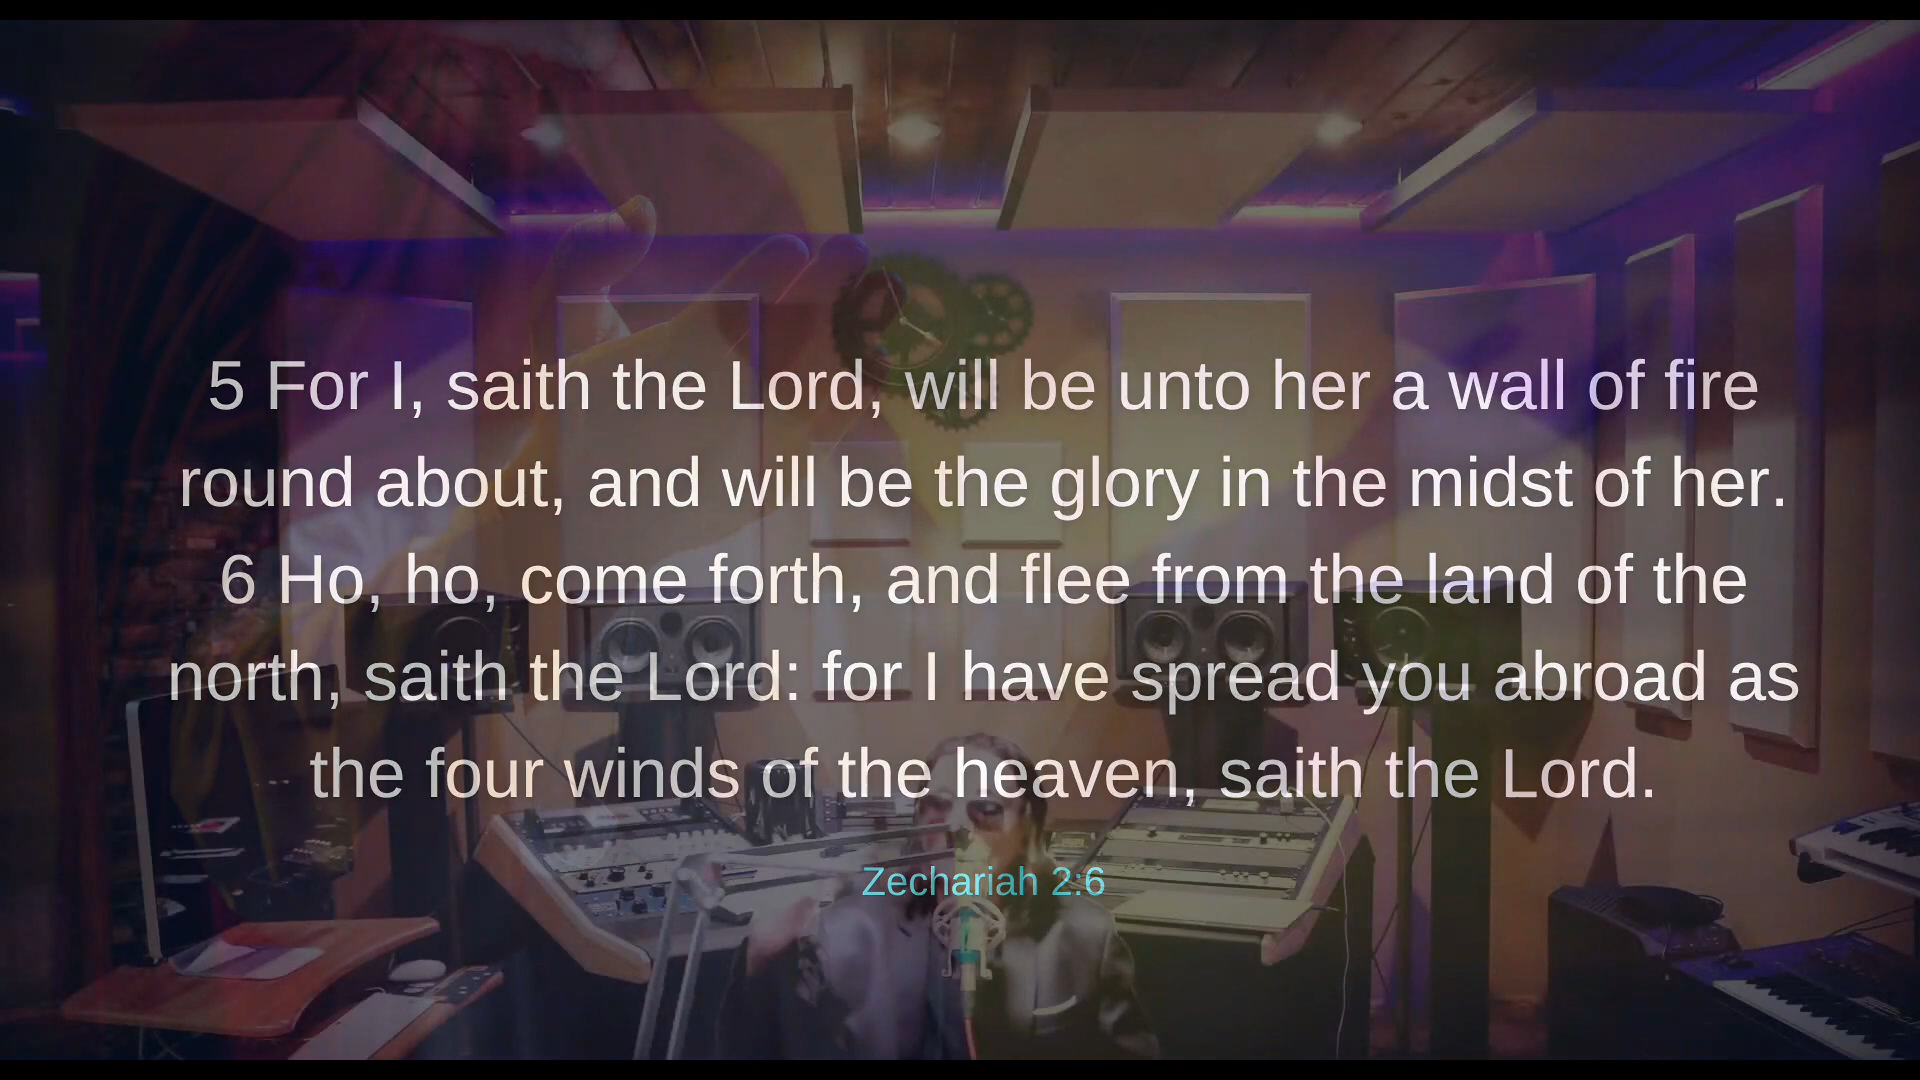 5 For I, saith the Lord, will be unto her a wall of fire
round about, and will be the glory in the midst of her.
6 Ho, ho, come forth, and flee from the land of the
north, saith the Lord: for I have spread you abroad as
the four winds of the heaven, saith the Lord.
Zechariah 2:6